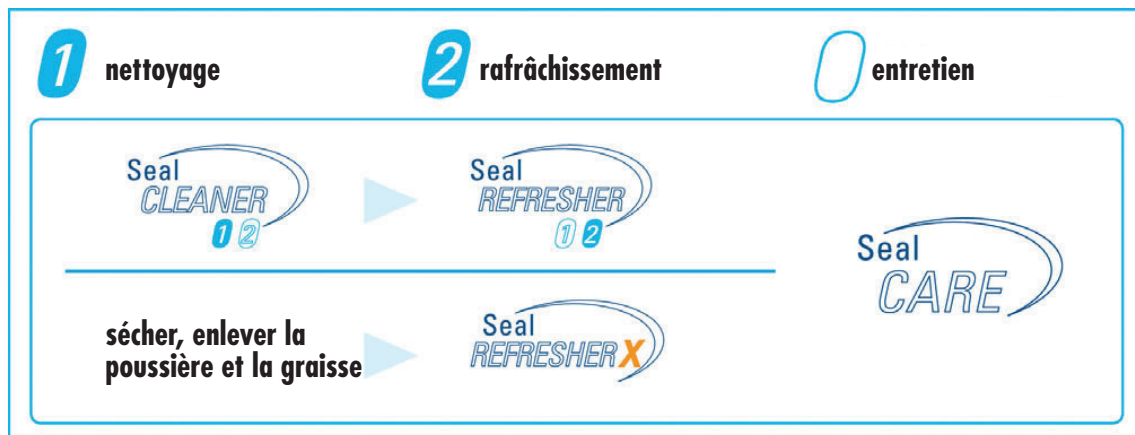 1 nettoyage
2 rafrâchissement
entretien
Seal
CLEANER
1 2
Seal
REFRESHER
1 2
sécher, enlever la
poussière et la graisse
Seal
REFRESHER X
Seal
CARE